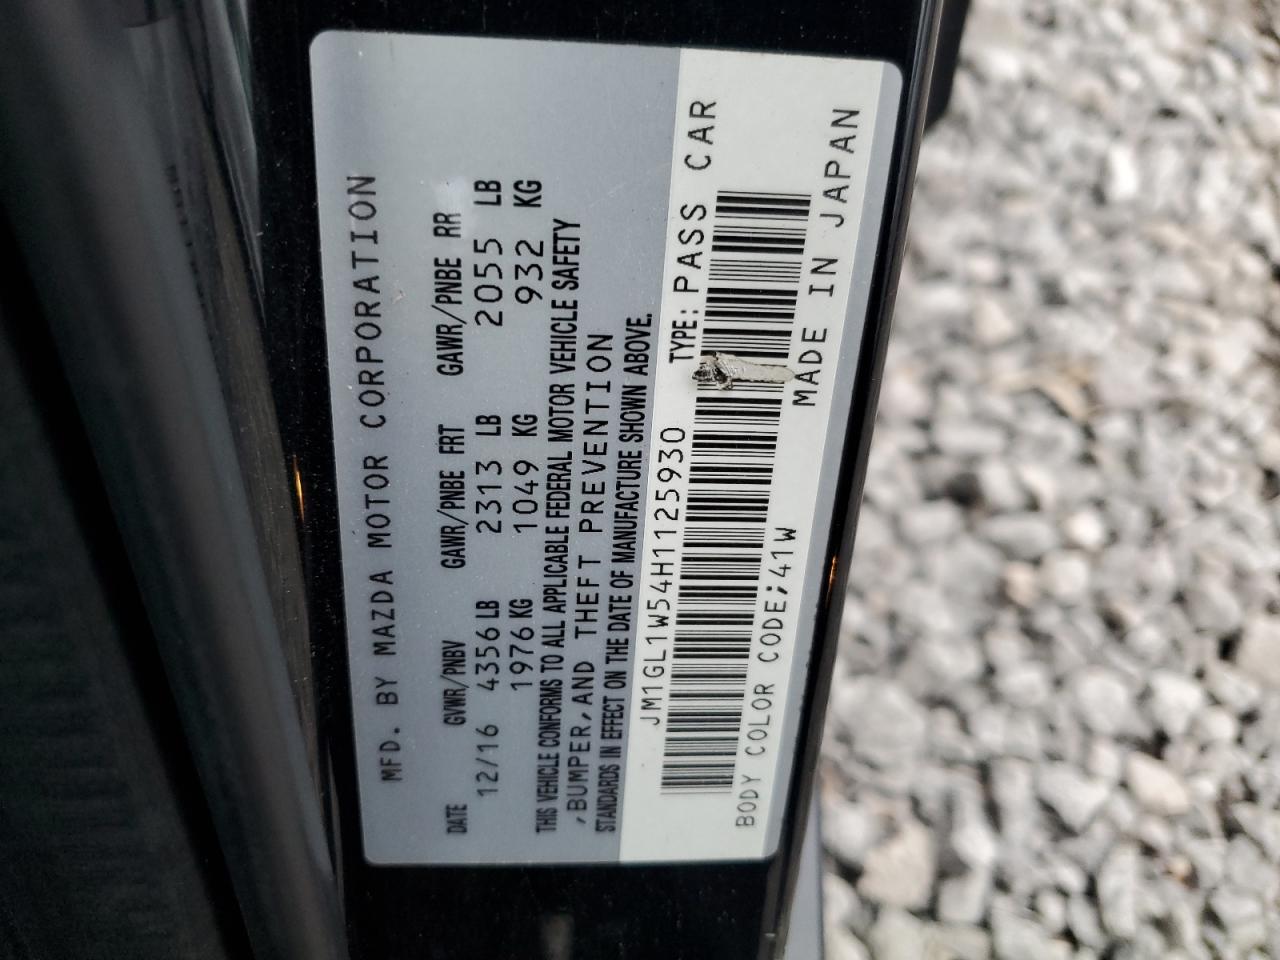 MFD. BY MAZDA MOTOR CORPORATION
DATE GVWR/PNBV GAWR/PNBE FRT GAWR/PNBE RR
12/16 4356 LB 2313 LB 2055 LB
1976 KG 1049 KG 932 KG
THIS VEHICLE CONFORMS TO ALL APPLICABLE FEDERAL MOTOR VEHICLE SAFETY
,BUMPER,AND THEFT PREVENTION
STANDARDS IN EFFECT ON THE DATE OF MANUFACTURE SHOWN ABOVE.
JM1GL1W54H1125930 TYPE: PASS CAR
BODY COLOR CODE;41W MADE IN JAPAN